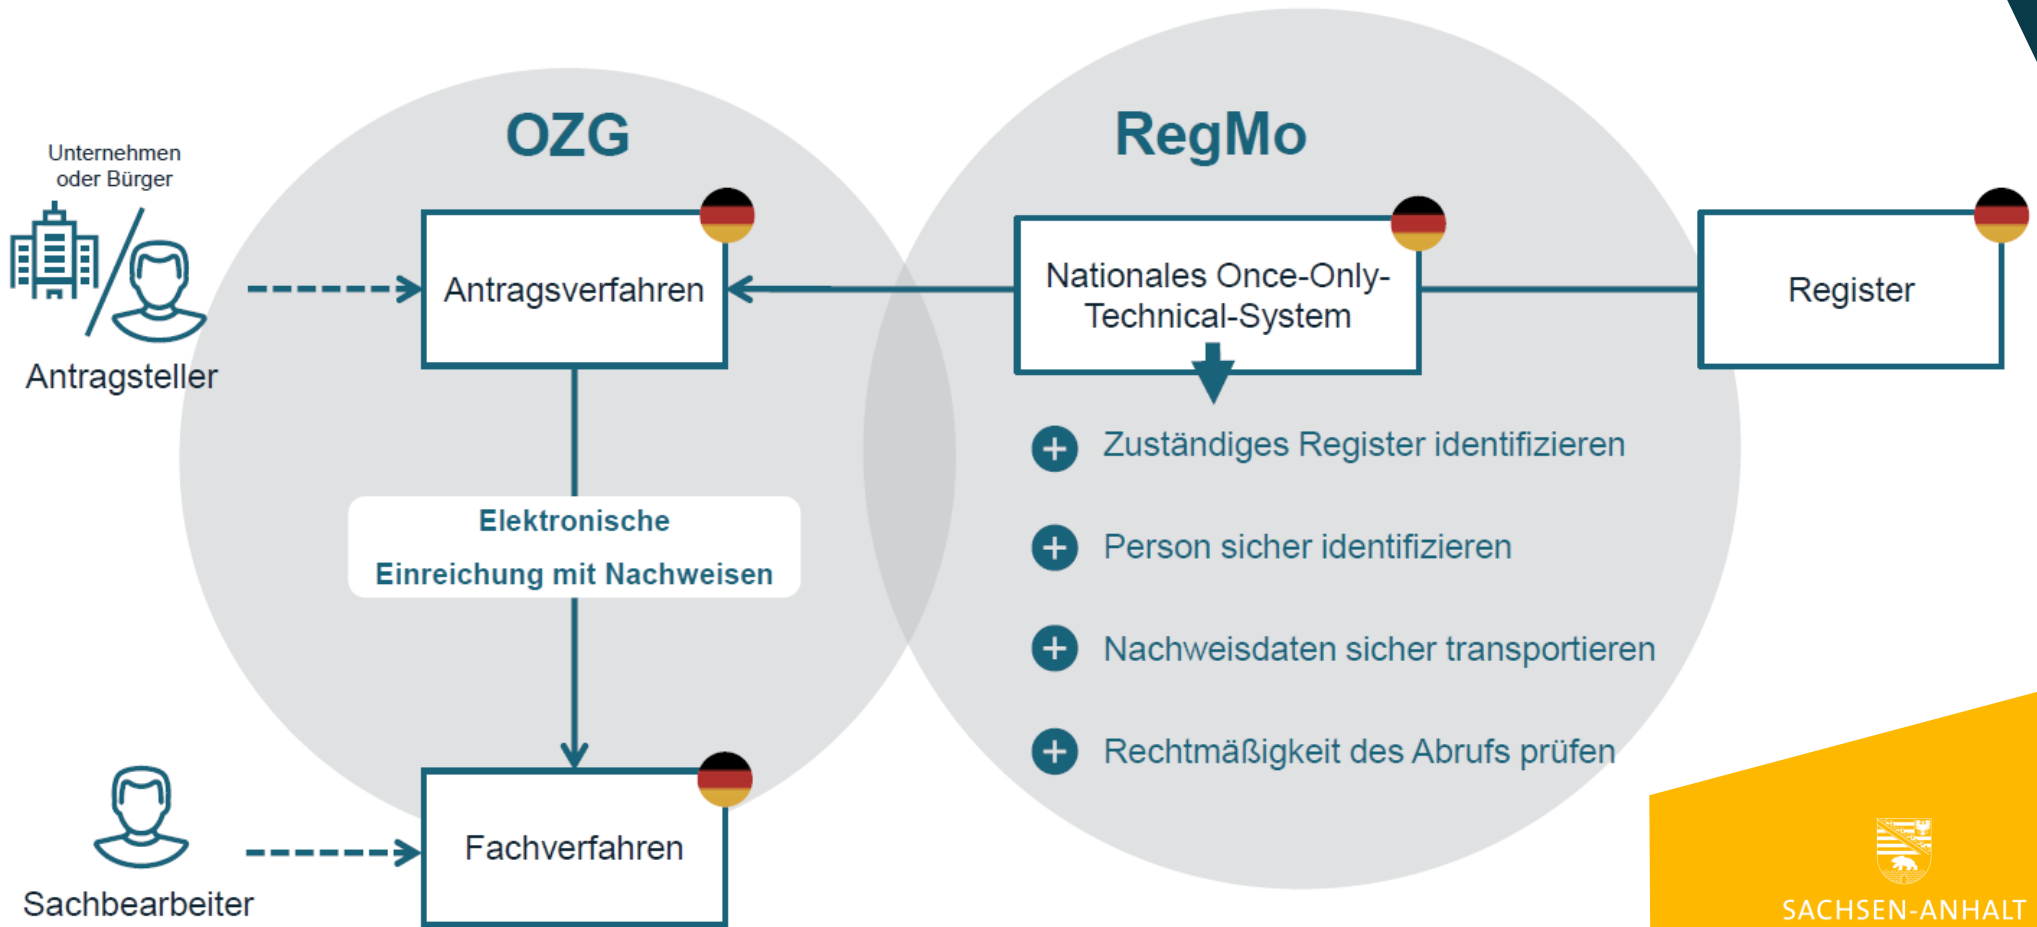 OZG
RegMo
Unternehmen
oder Bürger
Antragsteller
Antragsverfahren
Nationales Once-Only-
Technical-System
Register
Zuständiges Register identifizieren
Person sicher identifizieren
Nachweisdaten sicher transportieren
Rechtmäßigkeit des Abrufs prüfen
Elektronische
Einreichung mit Nachweisen
Sachbearbeiter
Fachverfahren
SACHSEN-ANHALT